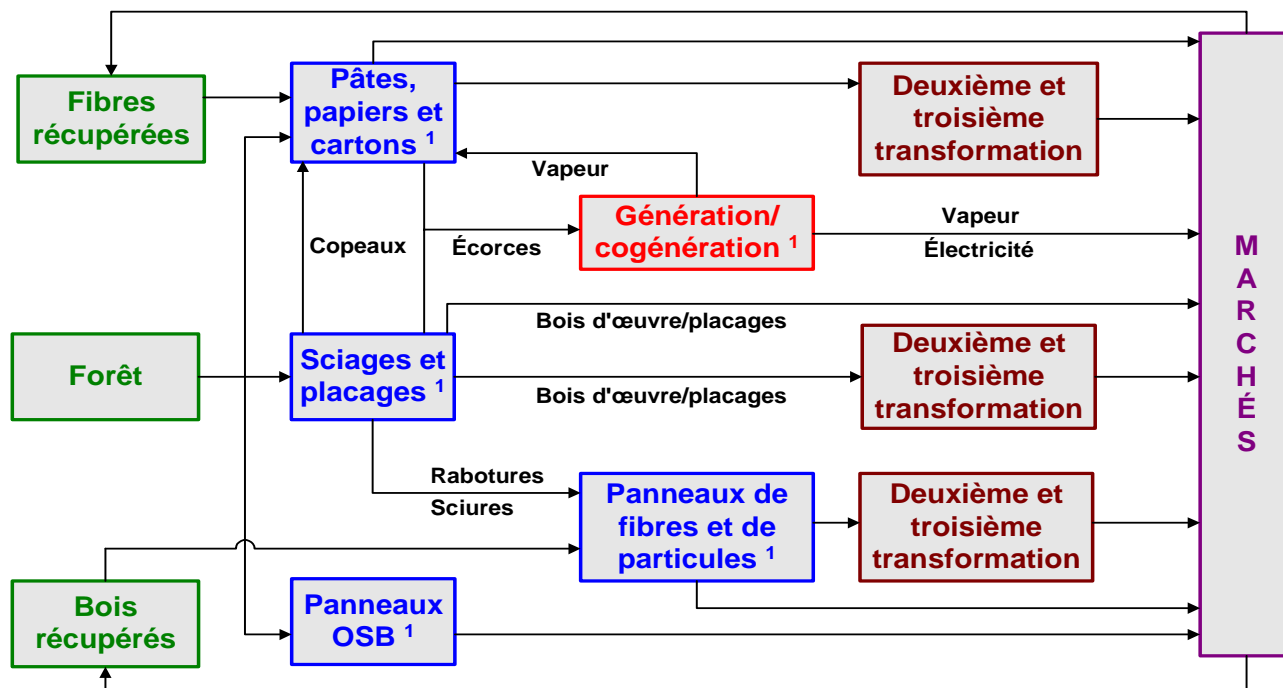 Fibres
récupérées
Pâtes,
papiers et
cartons 1
Deuxième et
troisième
transformation
Vapeur
Génération/
cogénération 1
Vapeur
Électricité
Copeaux
Écorces
Bois d'œuvre/placages
Forêt
Sciages et
placages 1
Bois d'œuvre/placages
Deuxième et
troisième
transformation
Rabotures
Sciures
Panneaux de
fibres et de
particules 1
Deuxième et
troisième
transformation
Bois
récupérés
Panneaux
OSB 1
M
A
R
C
H
É
S